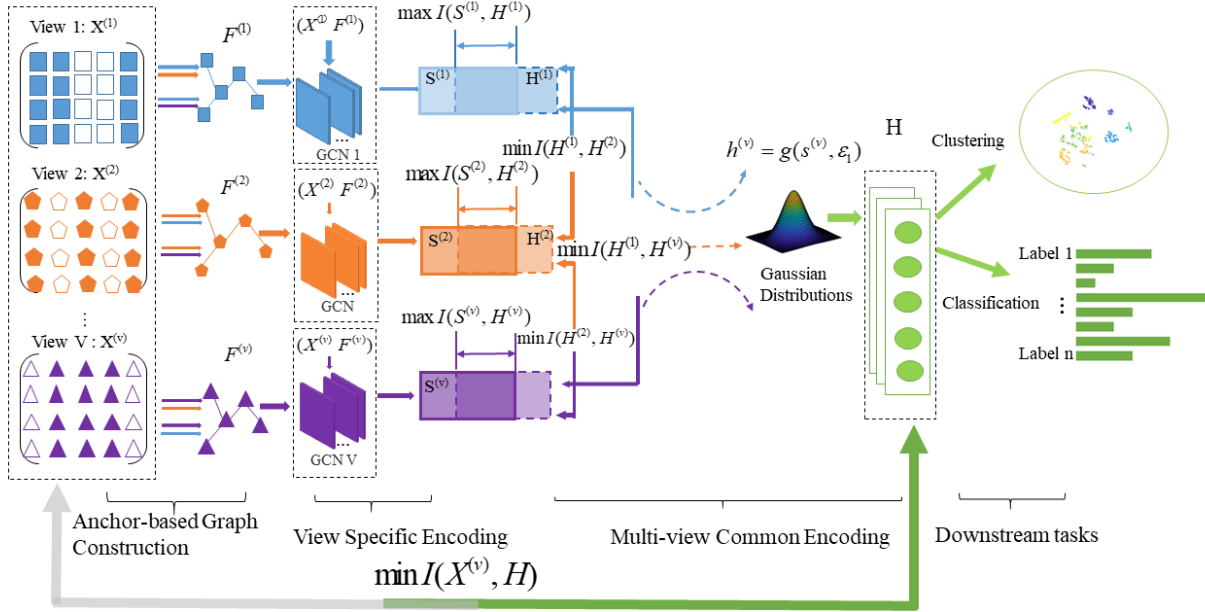 View 1: X^(1)
F^(1)
(X^(1) F^(1))
...
GCN 1
max I(S^(1), H^(1))
S^(1)
H^(1)
min I(H^(1), H^(2))
View 2: X^(2)
F^(2)
(X^(2) F^(2))
...
GCN
max I(S^(2), H^(2))
S^(2)
H^(2)
min I(H^(1), H^(v))
⋮
View V : X^(v)
F^(v)
(X^(v) F^(v))
...
GCN V
max I(S^(v), H^(v))
S^(v)
min I(H^(2), H^(v))
h^(v) = g(s^(v), ε_1)
Gaussian
Distributions
H
Clustering
Classification
Label 1
⋮
Label n
Anchor-based Graph
Construction
View Specific Encoding
Multi-view Common Encoding
Downstream tasks
min I(X^(v), H)